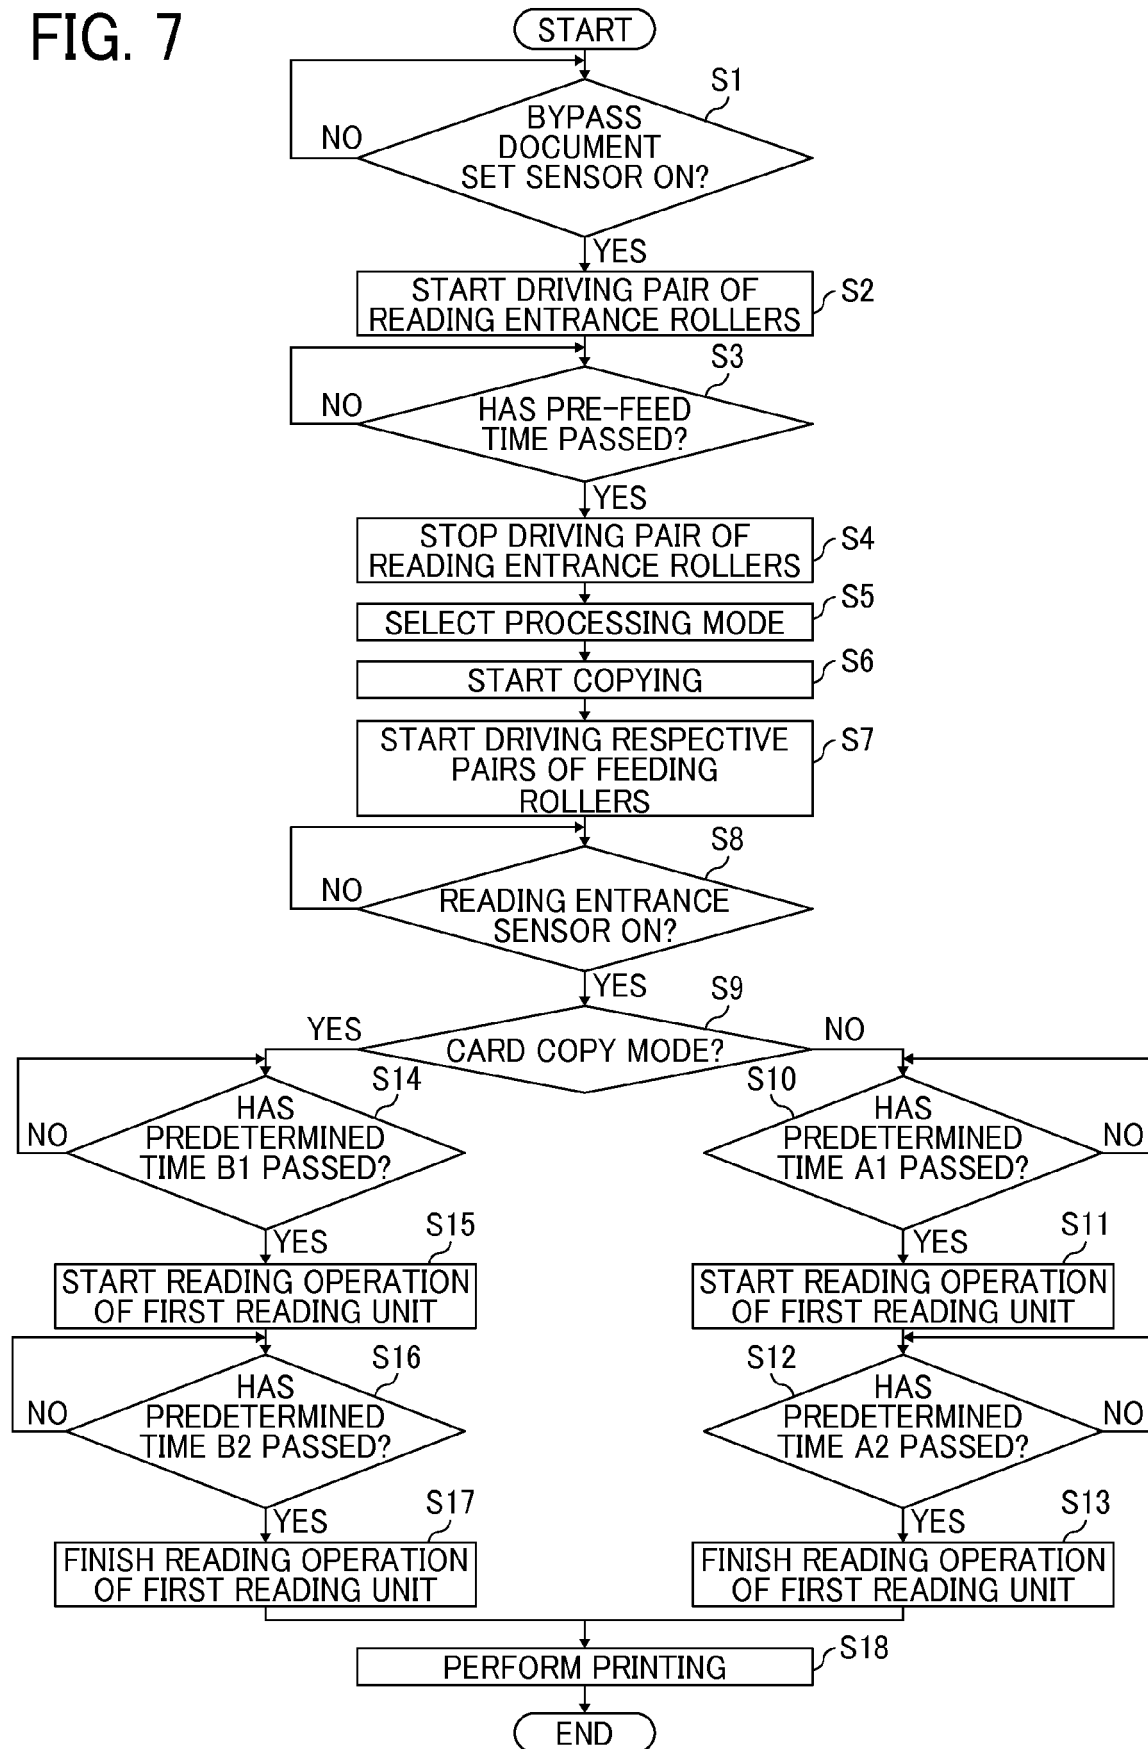 FIG. 7
START
S1
BYPASS
DOCUMENT
SET SENSOR ON?
NO
YES
START DRIVING PAIR OF
READING ENTRANCE ROLLERS
S2
S3
NO
HAS PRE-FEED
TIME PASSED?
YES
STOP DRIVING PAIR OF
READING ENTRANCE ROLLERS
S4
SELECT PROCESSING MODE
S5
START COPYING
S6
START DRIVING RESPECTIVE
PAIRS OF FEEDING
ROLLERS
S7
S8
NO
READING ENTRANCE
SENSOR ON?
YES
S9
YES
CARD COPY MODE?
NO
S14
HAS
PREDETERMINED
TIME B1 PASSED?
NO
YES
S15
START READING OPERATION
OF FIRST READING UNIT
S16
HAS
PREDETERMINED
TIME B2 PASSED?
NO
YES
S17
FINISH READING OPERATION
OF FIRST READING UNIT
S10
HAS
PREDETERMINED
TIME A1 PASSED?
NO
YES
S11
START READING OPERATION
OF FIRST READING UNIT
S12
HAS
PREDETERMINED
TIME A2 PASSED?
NO
YES
S13
FINISH READING OPERATION
OF FIRST READING UNIT
PERFORM PRINTING
S18
END